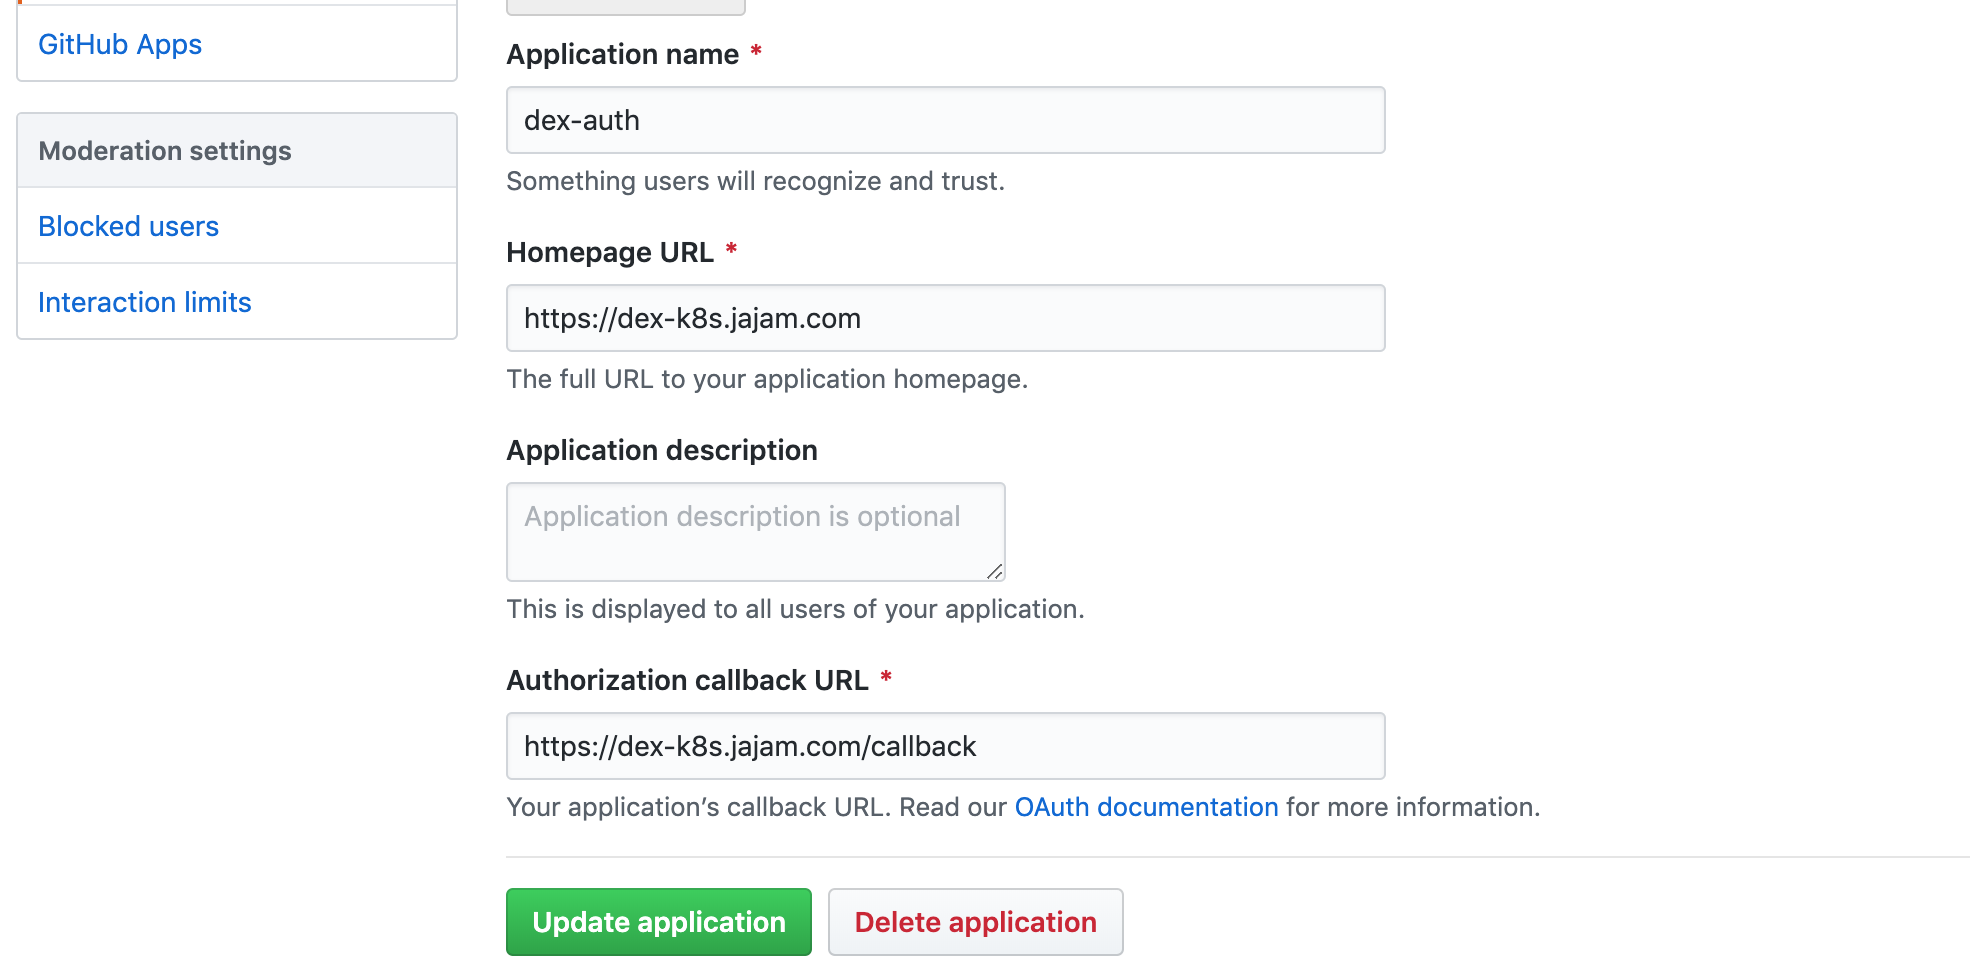 GitHub Apps
Moderation settings
Blocked users
Interaction limits
Application name *
dex-auth
Something users will recognize and trust.
Homepage URL *
https://dex-k8s.jajam.com
The full URL to your application homepage.
Application description
Application description is optional
This is displayed to all users of your application.
Authorization callback URL *
https://dex-k8s.jajam.com/callback
Your application’s callback URL. Read our OAuth documentation for more information.
Update application
Delete application